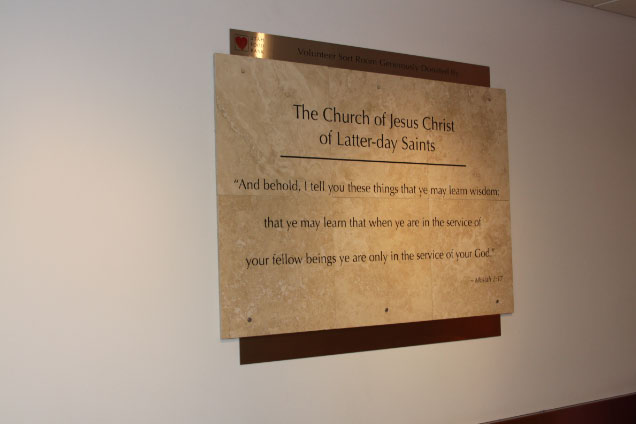 Volunteer Sort Room Generously Donated By
The Church of Jesus Christ
of Latter-day Saints
“And behold, I tell you these things that ye may learn wisdom;
that ye may learn that when ye are in the service of
your fellow beings ye are only in the service of your God.”
- Mosiah 2:17